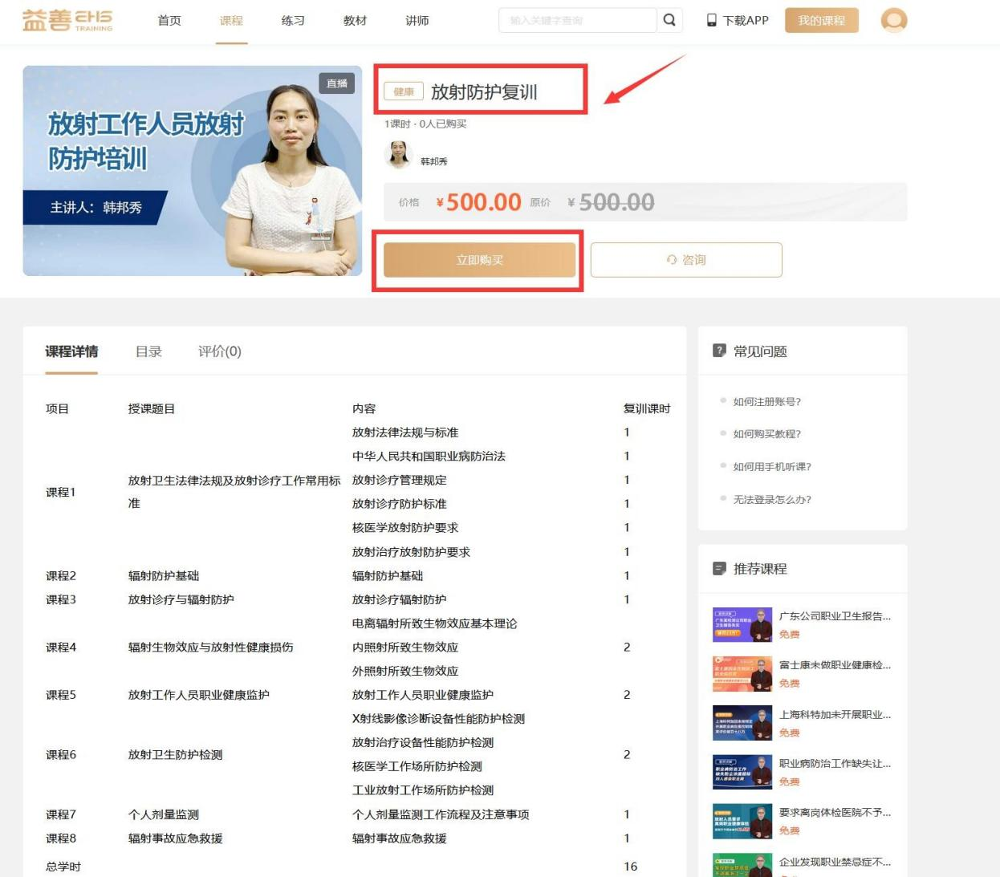 益善 EHS
TRAINING
首页
课程
练习
教材
讲师
输入关键字查询
下载APP
我的课程
直播
放射工作人员放射
防护培训
主讲人：韩邦秀
健康
放射防护复训
1课时 · 0人已购买
韩邦秀
价格 ￥500.00 原价 ￥500.00
立即购买
咨询
课程详情
目录
评价(0)
项目 授课题目 内容 复训课时
放射法律法规与标准 1
中华人民共和国职业病防治法 1
放射诊疗管理规定 1
课程1 放射卫生法律法规及放射诊疗工作常用标
准
放射诊疗防护标准 1
核医学放射防护要求 1
放射治疗放射防护要求 1
课程2 辐射防护基础 辐射防护基础 1
课程3 放射诊疗与辐射防护 放射诊疗辐射防护 1
电离辐射所致生物效应基本理论
课程4 辐射生物效应与放射性健康损伤 内照射所致生物效应 2
外照射所致生物效应
课程5 放射工作人员职业健康监护 放射工作人员职业健康监护 2
X射线影像诊断设备性能防护检测
放射治疗设备性能防护检测
课程6 放射卫生防护检测 2
核医学工作场所防护检测
工业放射工作场所防护检测
课程7 个人剂量监测 个人剂量监测工作流程及注意事项 1
课程8 辐射事故应急救援 辐射事故应急救援 1
总学时 16
常见问题
如何注册账号?
如何购买教程?
如何用手机听课?
无法登录怎么办?
推荐课程
广东公司职业卫生报告...
免费
富士康未做职业健康检...
免费
上海科特加未开展职业...
免费
职业病防治工作缺失让...
免费
要求离岗体检医院不予...
免费
企业发现职业禁忌症不...